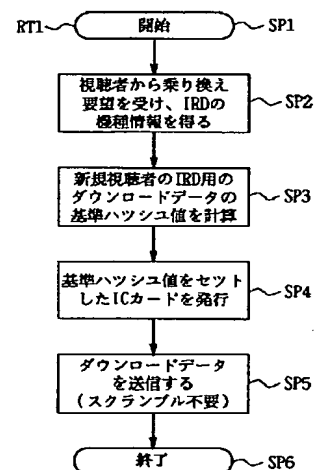 RT1 開始 SP1
視聴者から乗り換え
要望を受け、IRDの
機種情報を得る
SP2
新規視聴者のIRD用の
ダウンロードデータの
基準ハツシユ値を計算
SP3
基準ハツシユ値をセツト
したICカードを発行
SP4
ダウンロードデータ
を送信する
(スクランブル不要)
SP5
終了 SP6